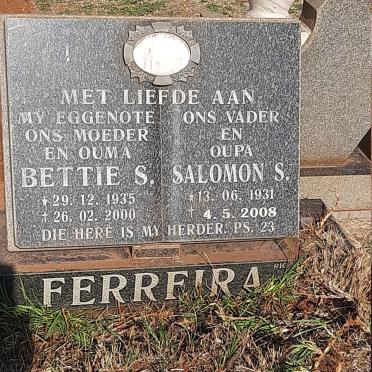 MET LIEFDE AAN
MY EGGENOTE
ONS MOEDER
EN OUMA
BETTIE S.
*29. 12. 1935
†26. 02. 2000
ONS VADER
EN
OUPA
SALOMON S.
*13. 06. 1931
† 4. 5. 2008
DIE HERE IS MY HERDER. PS. 23
FERREIRA